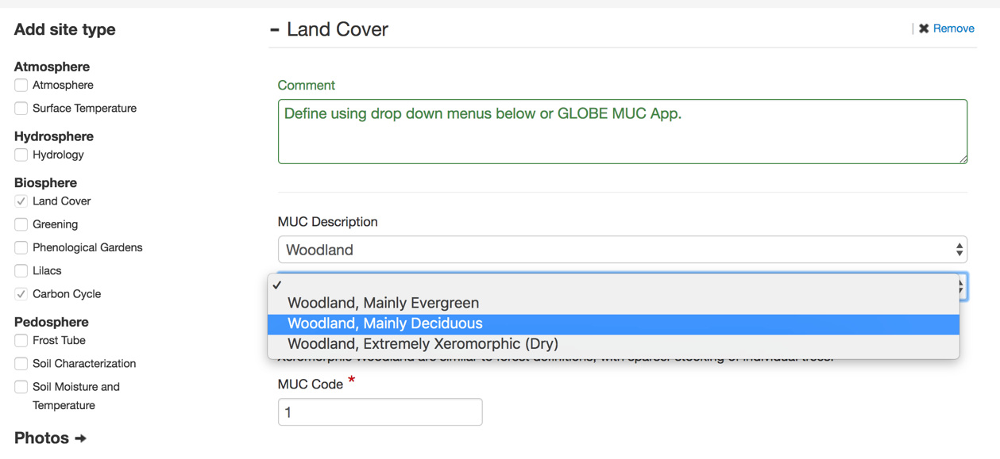 Add site type
Atmosphere
Atmosphere
Surface Temperature
Hydrosphere
Hydrology
Biosphere
Land Cover
Greening
Phenological Gardens
Lilacs
Carbon Cycle
Pedosphere
Frost Tube
Soil Characterization
Soil Moisture and
Temperature
Photos ➔
– Land Cover
| ✖ Remove
Comment
Define using drop down menus below or GLOBE MUC App.
MUC Description
Woodland
✓
Woodland, Mainly Evergreen
Woodland, Mainly Deciduous
Woodland, Extremely Xeromorphic (Dry)
Xeromorphic Woodland are similar to forest definitions, with sparser stocking of individual trees.
MUC Code *
1